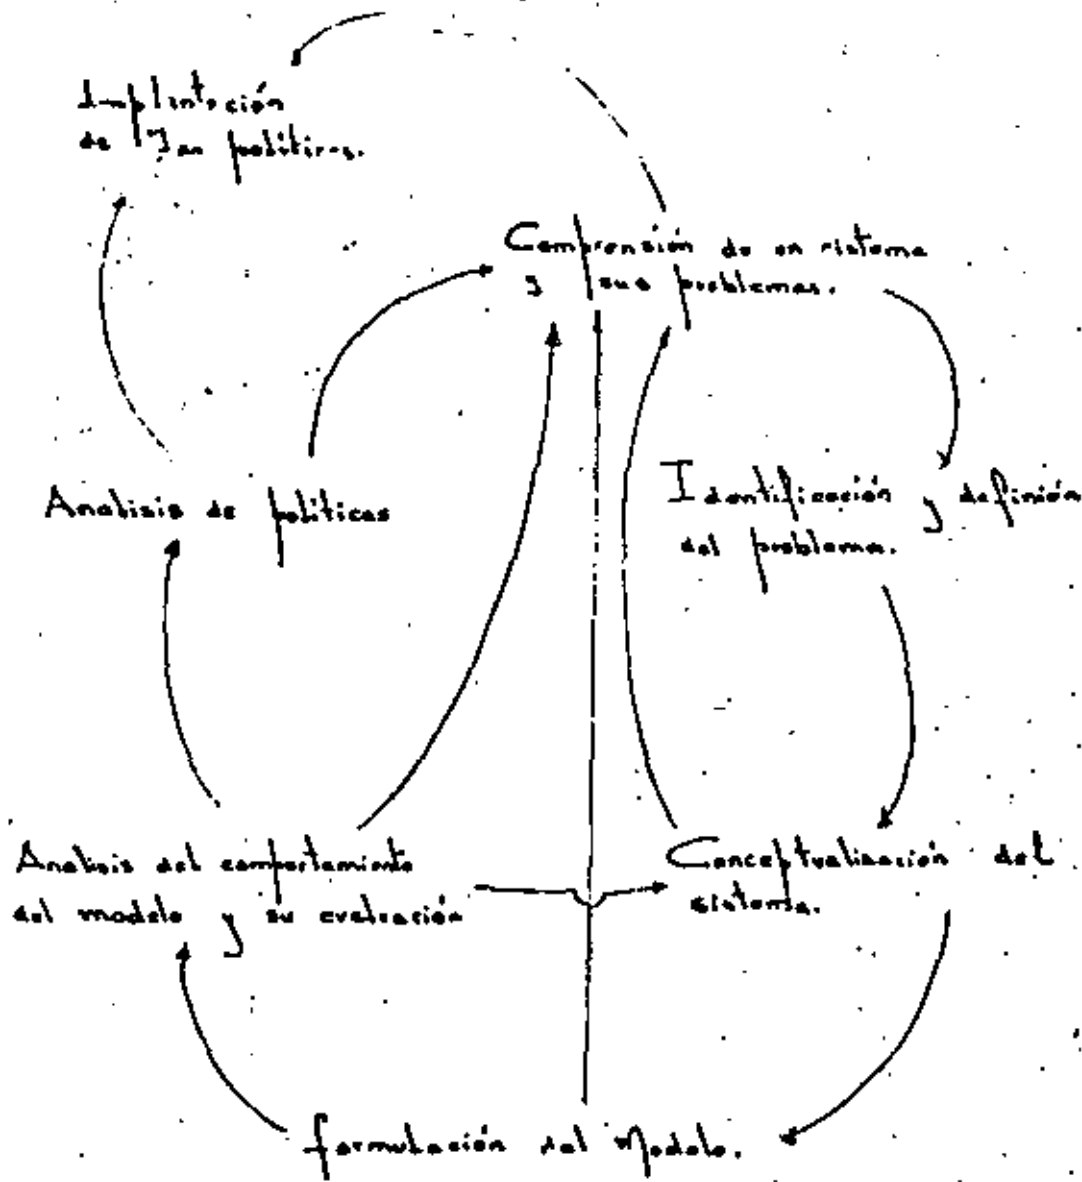 Implantación
de las políticas.
Comprensión de un sistema
y sus problemas.
Analisis de políticas
Identificación y definión
del problema.
Analisis del comportamiento
del modelo y su evaluación
Conceptualización del
sistema.
formulación del Modelo.